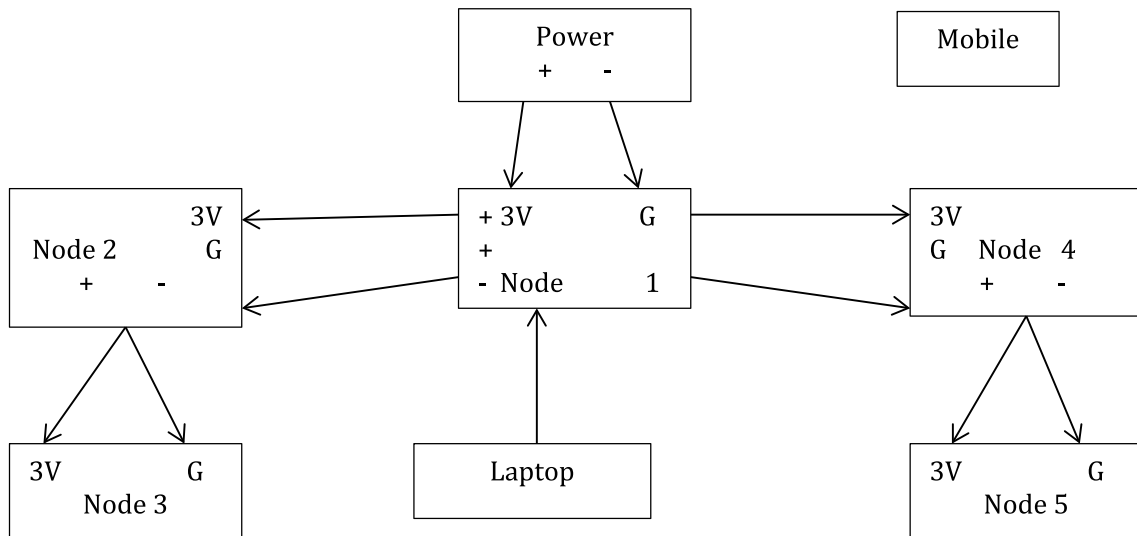 Power
+ -
Mobile
3V
Node 2 G
+ -
+ 3V G
+
- Node 1
3V
G Node 4
+ -
3V G
Node 3
Laptop
3V G
Node 5